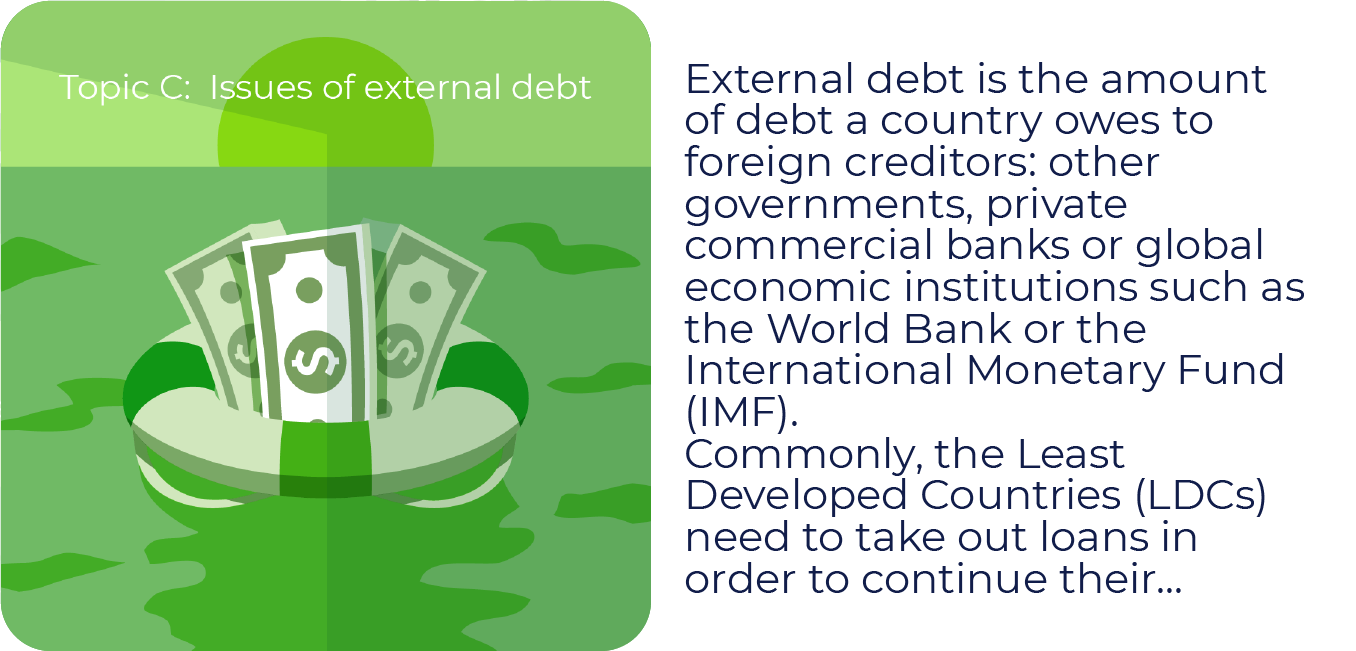 Topic C:  Issues of external debt
External debt is the amount
of debt a country owes to
foreign creditors: other
governments, private
commercial banks or global
economic institutions such as
the World Bank or the
International Monetary Fund
(IMF).
Commonly, the Least
Developed Countries (LDCs)
need to take out loans in
order to continue their...
$
$
$